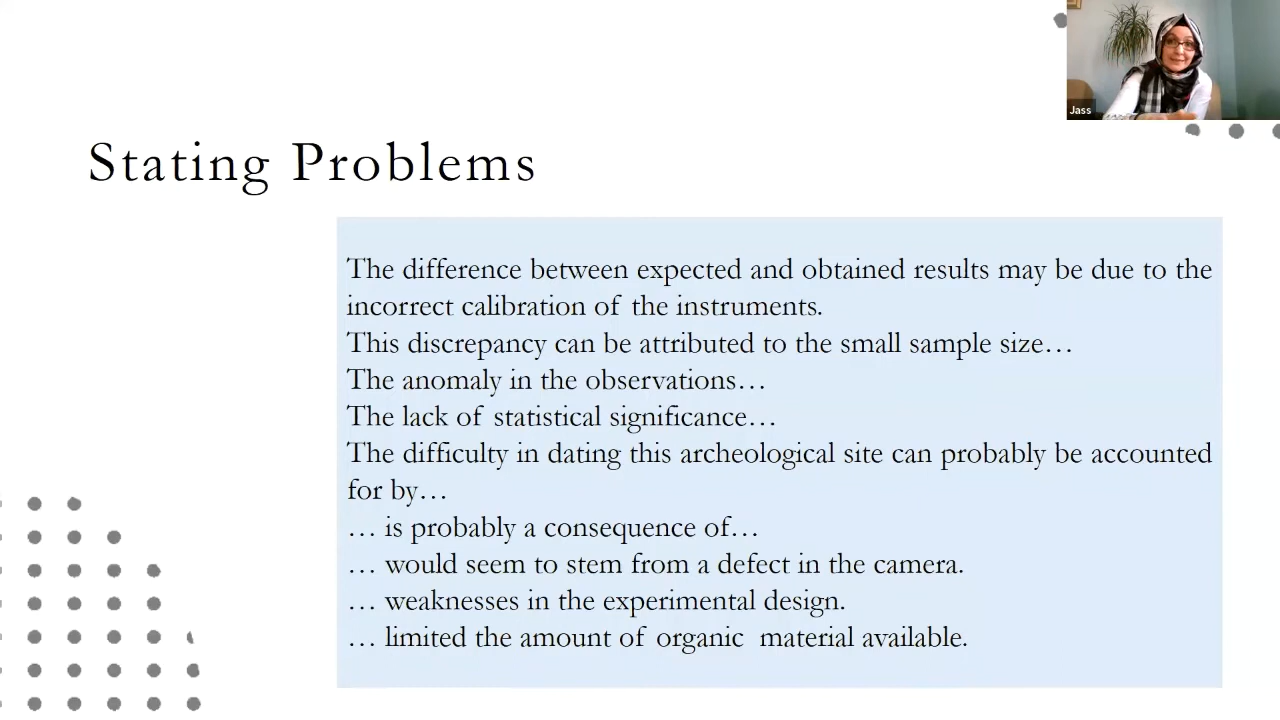 Jass
Stating Problems
The difference between expected and obtained results may be due to the
incorrect calibration of the instruments.
This discrepancy can be attributed to the small sample size…
The anomaly in the observations…
The lack of statistical significance…
The difficulty in dating this archeological site can probably be accounted
for by…
… is probably a consequence of…
… would seem to stem from a defect in the camera.
… weaknesses in the experimental design.
… limited the amount of organic  material available.